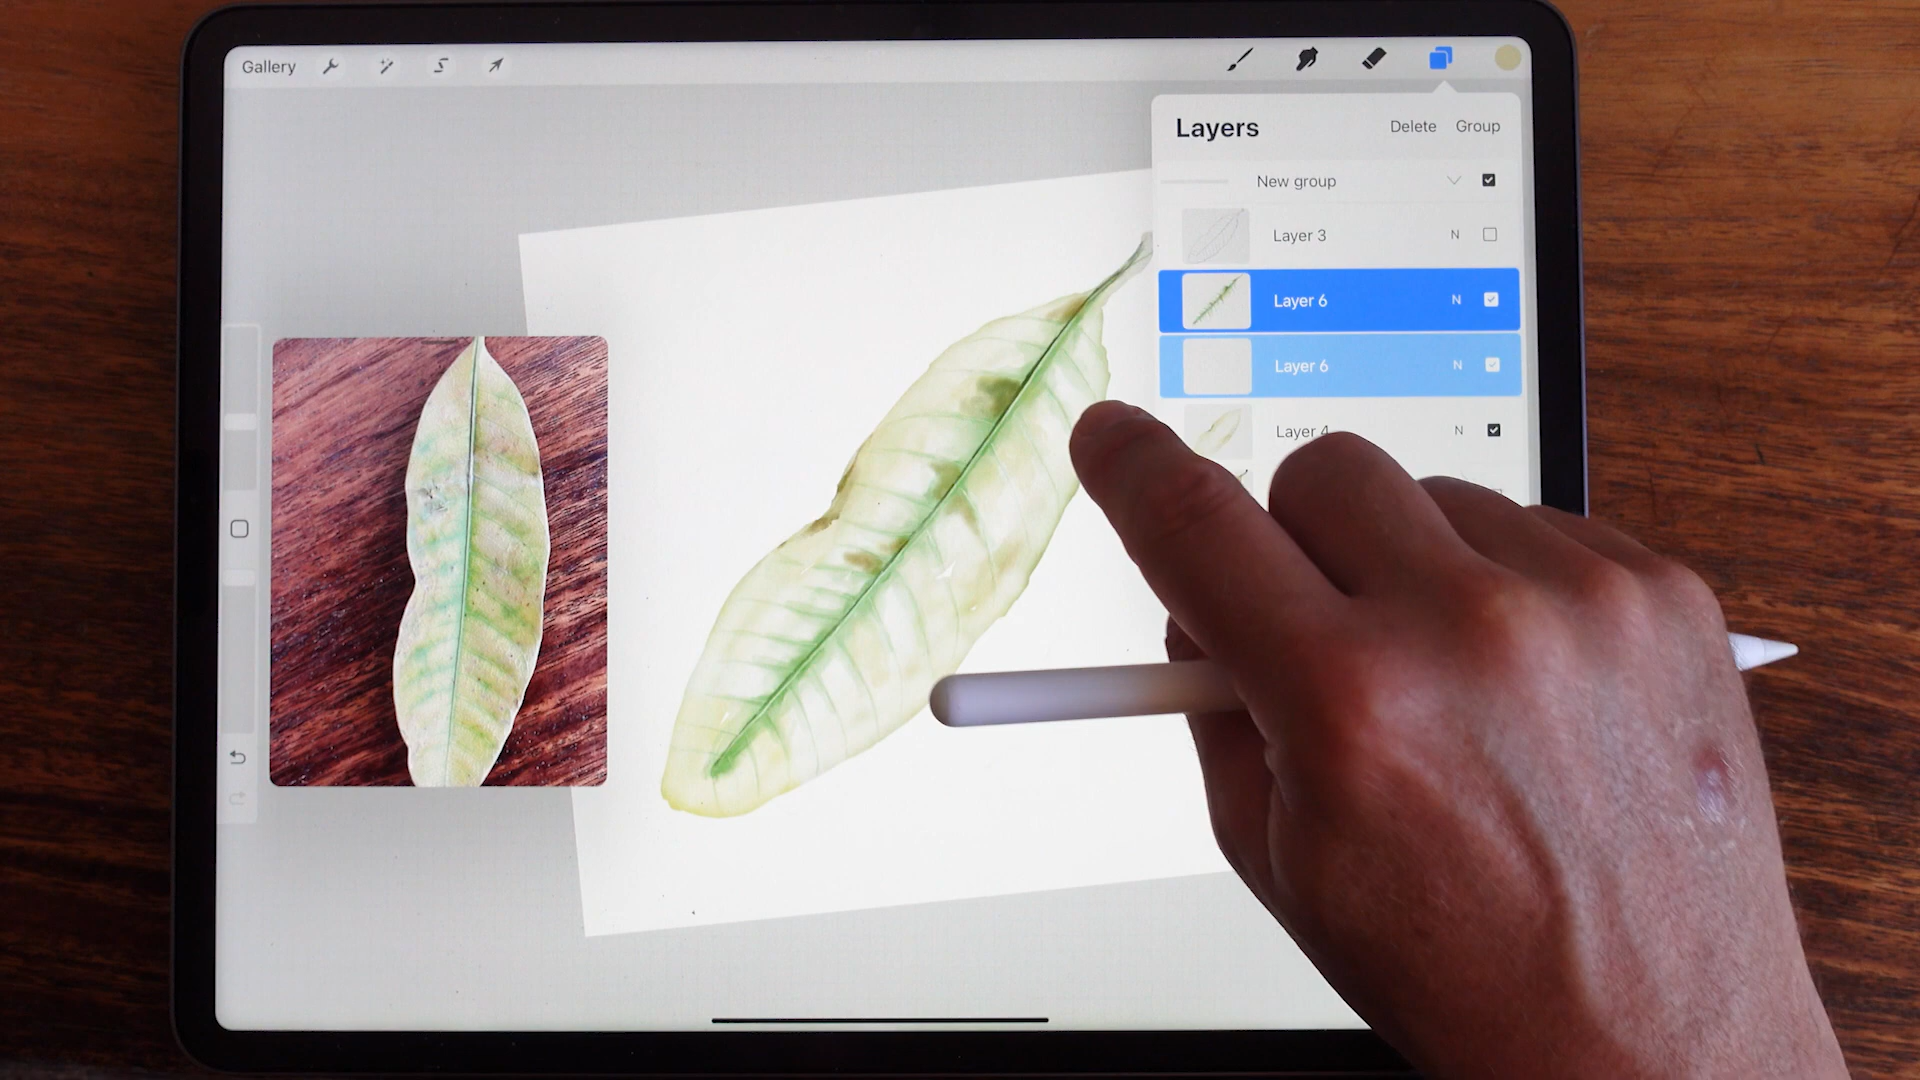 Gallery
Layers
Delete Group
New group
Layer 3 N
Layer 6 N
Layer 6 N
Layer 4 N